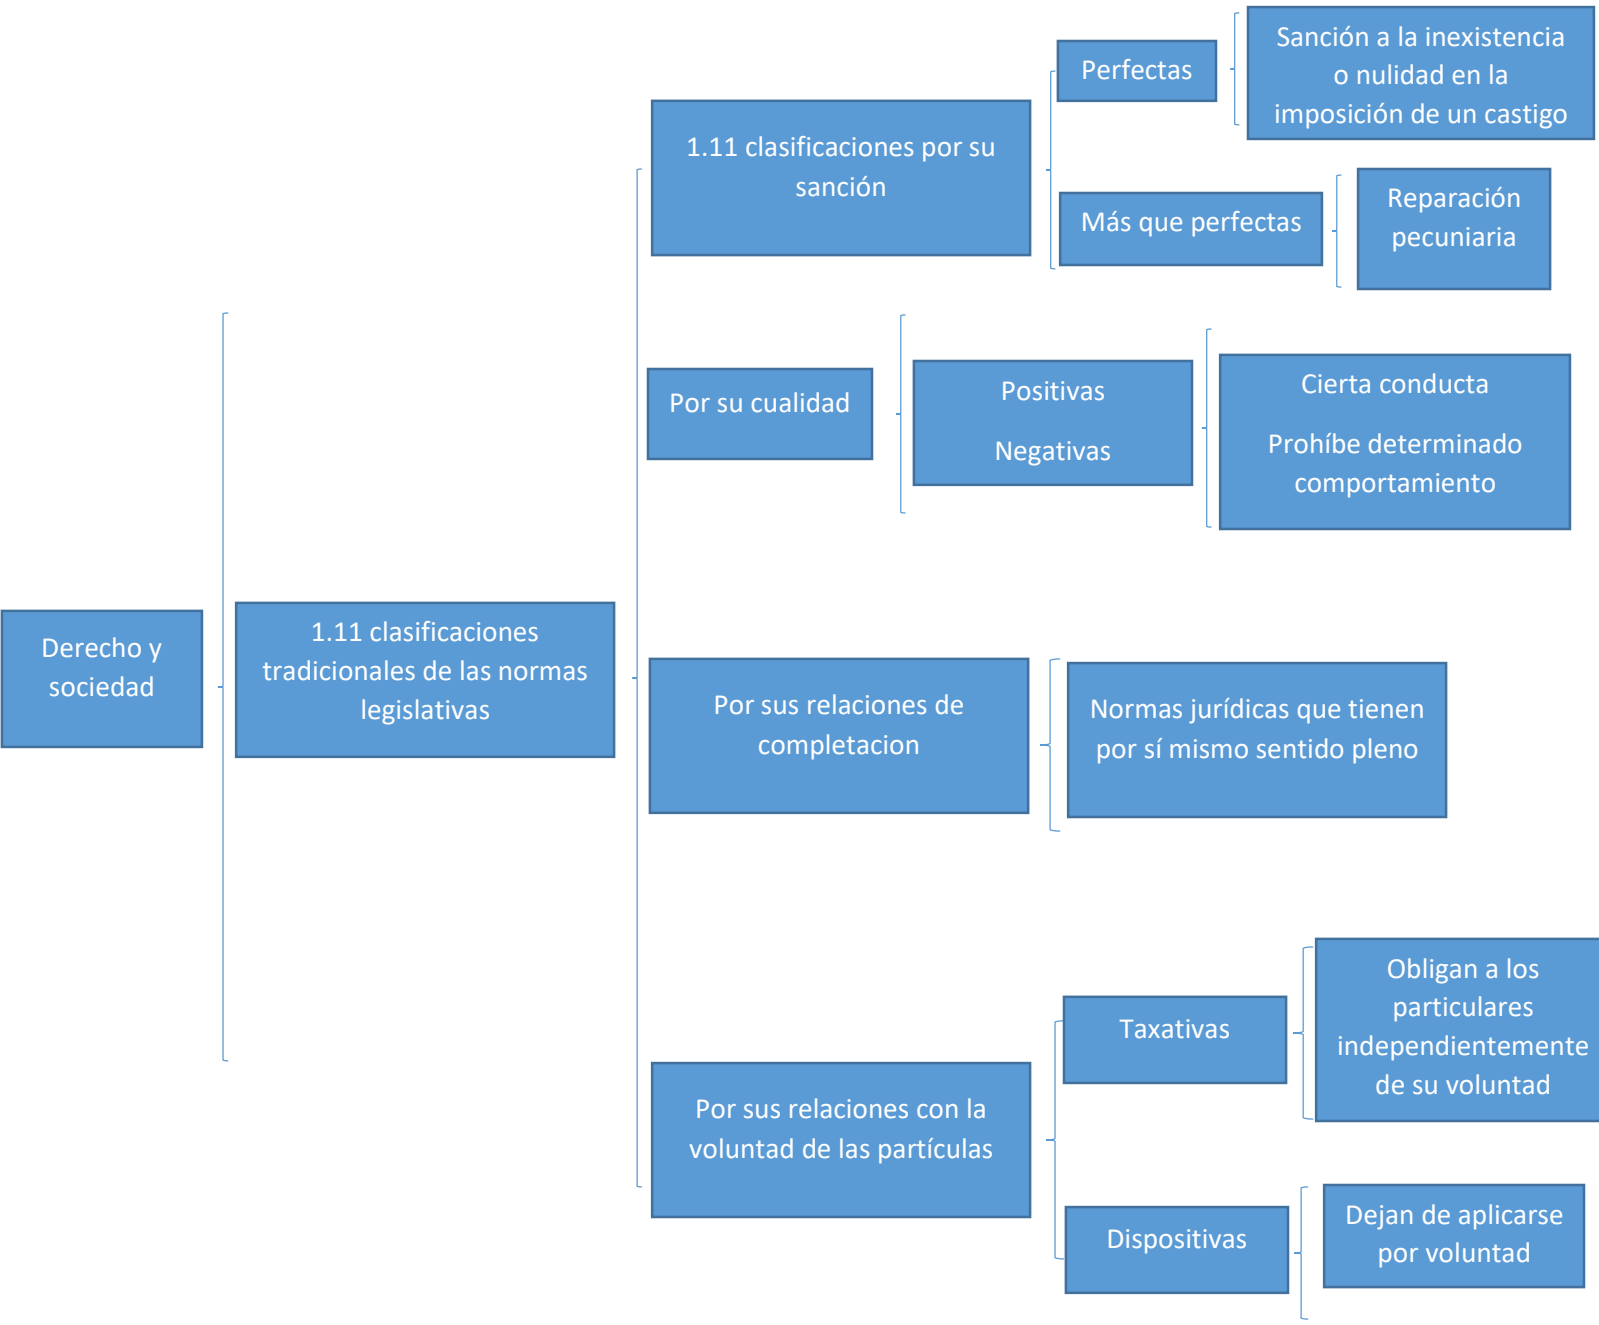 Derecho y
sociedad
1.11 clasificaciones
tradicionales de las normas
legislativas
1.11 clasificaciones por su
sanción
Perfectas
Sanción a la inexistencia
o nulidad en la
imposición de un castigo
Más que perfectas
Reparación
pecuniaria
Por su cualidad
Positivas
Negativas
Cierta conducta
Prohíbe determinado
comportamiento
Por sus relaciones de
completacion
Normas jurídicas que tienen
por sí mismo sentido pleno
Por sus relaciones con la
voluntad de las partículas
Taxativas
Obligan a los
particulares
independientemente
de su voluntad
Dispositivas
Dejan de aplicarse
por voluntad